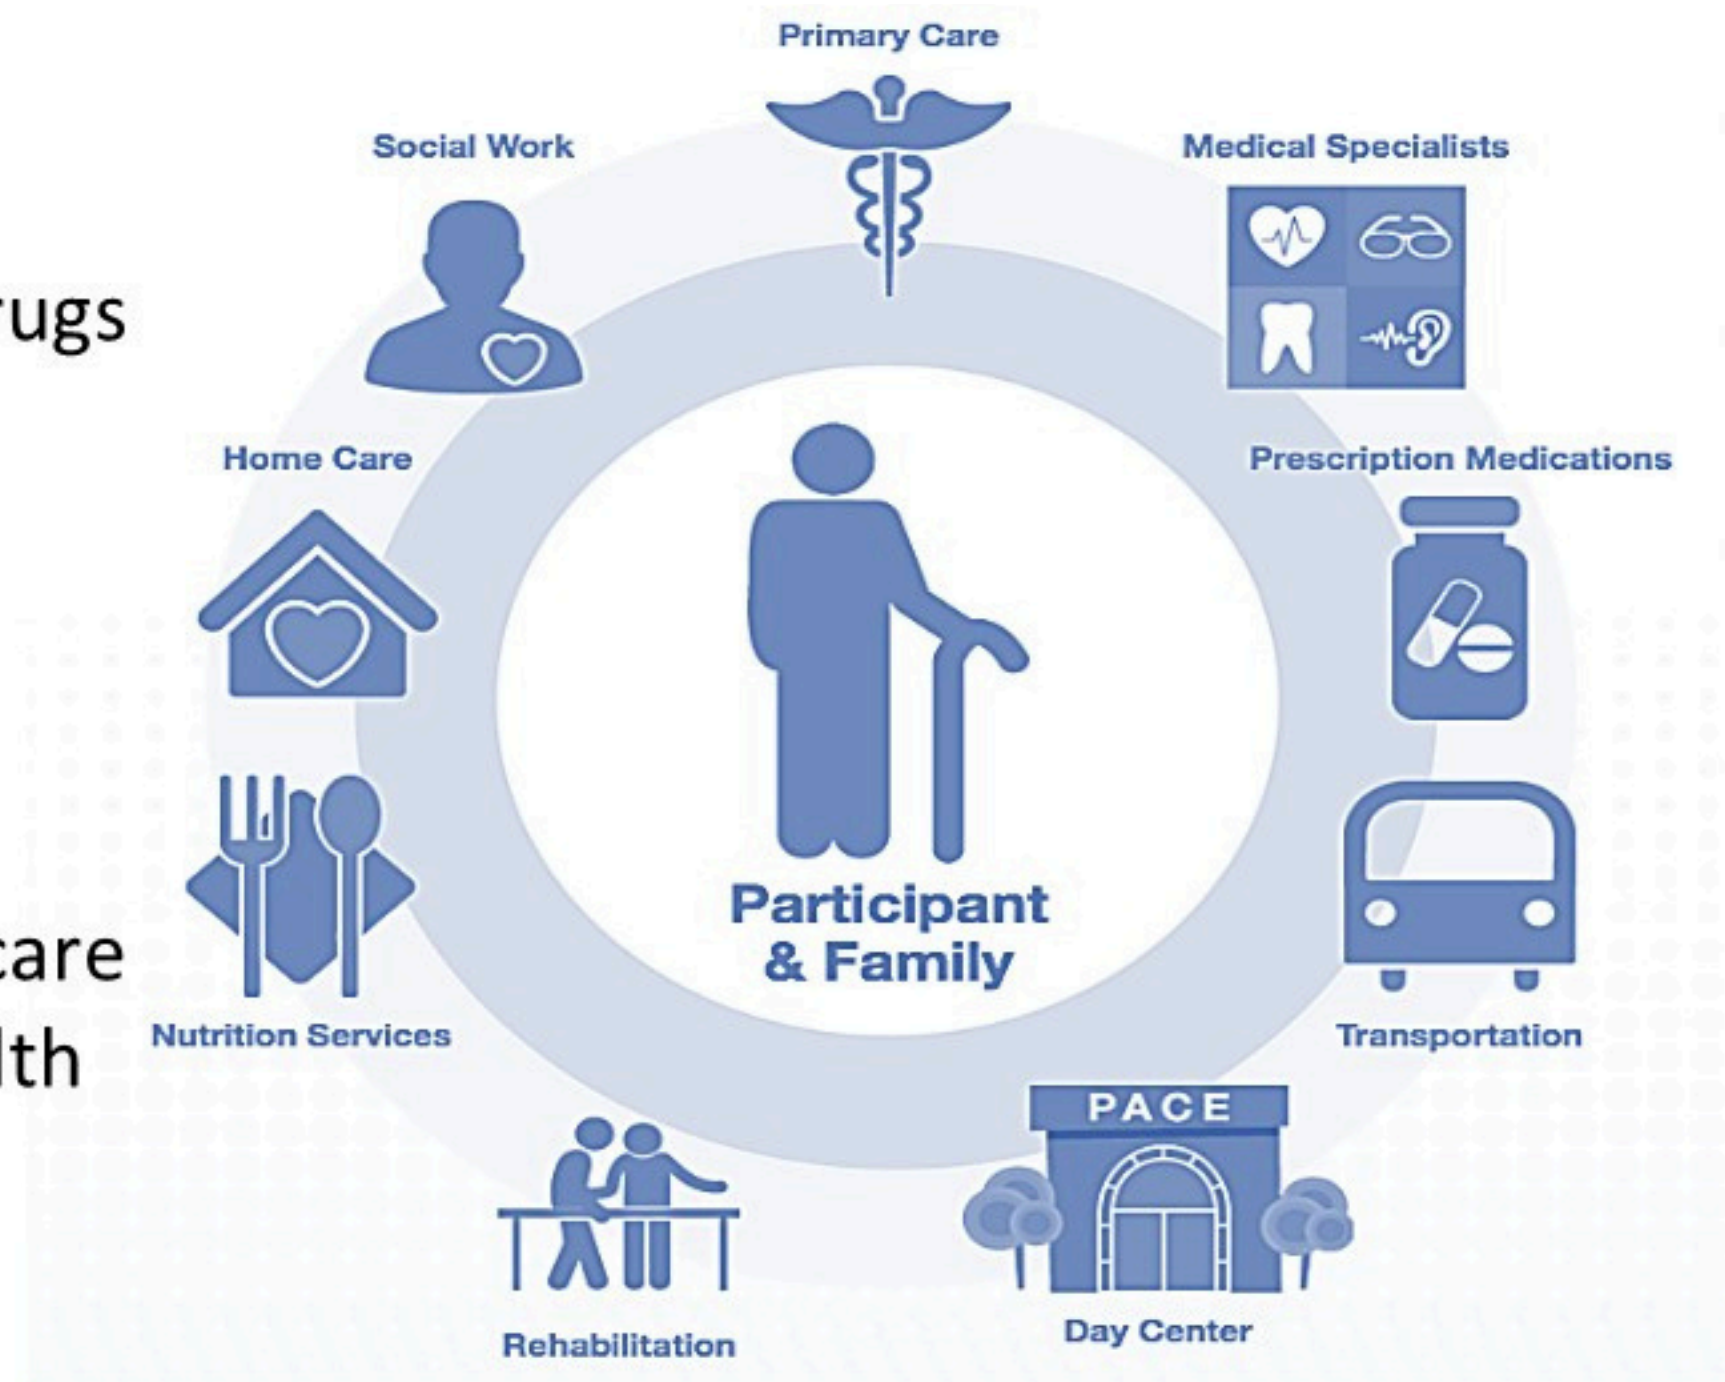 Primary Care
Social Work
Medical Specialists
rugs
Home Care
Prescription Medications
Participant
& Family
care
Nutrition Services
Transportation
lth
PACE
Day Center
Rehabilitation